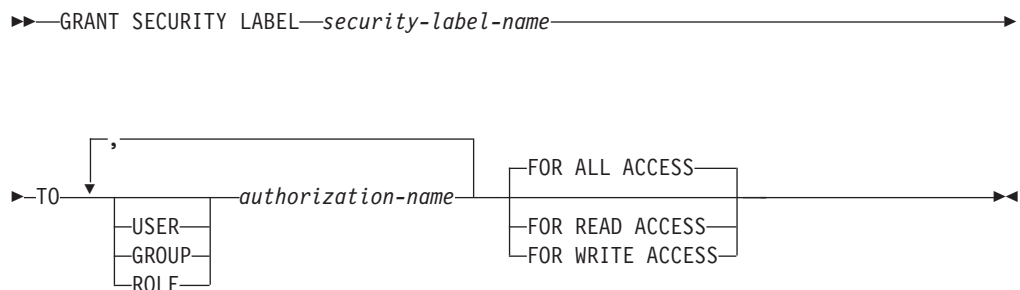 GRANT SECURITY LABEL security-label-name
,
FOR ALL ACCESS
TO authorization-name
USER FOR READ ACCESS
GROUP FOR WRITE ACCESS
ROLE